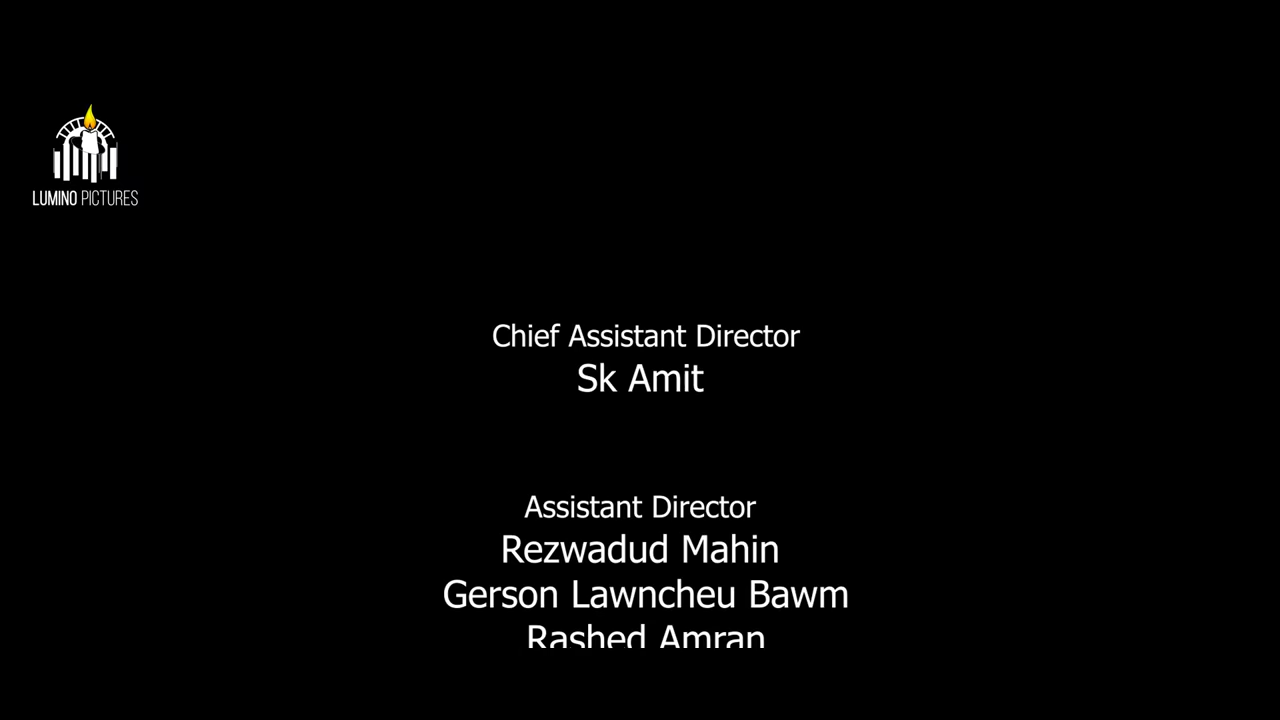 LUMINO PICTURES
Chief Assistant Director
Sk Amit
Assistant Director
Rezwadud Mahin
Gerson Lawncheu Bawm
Rashed Amran